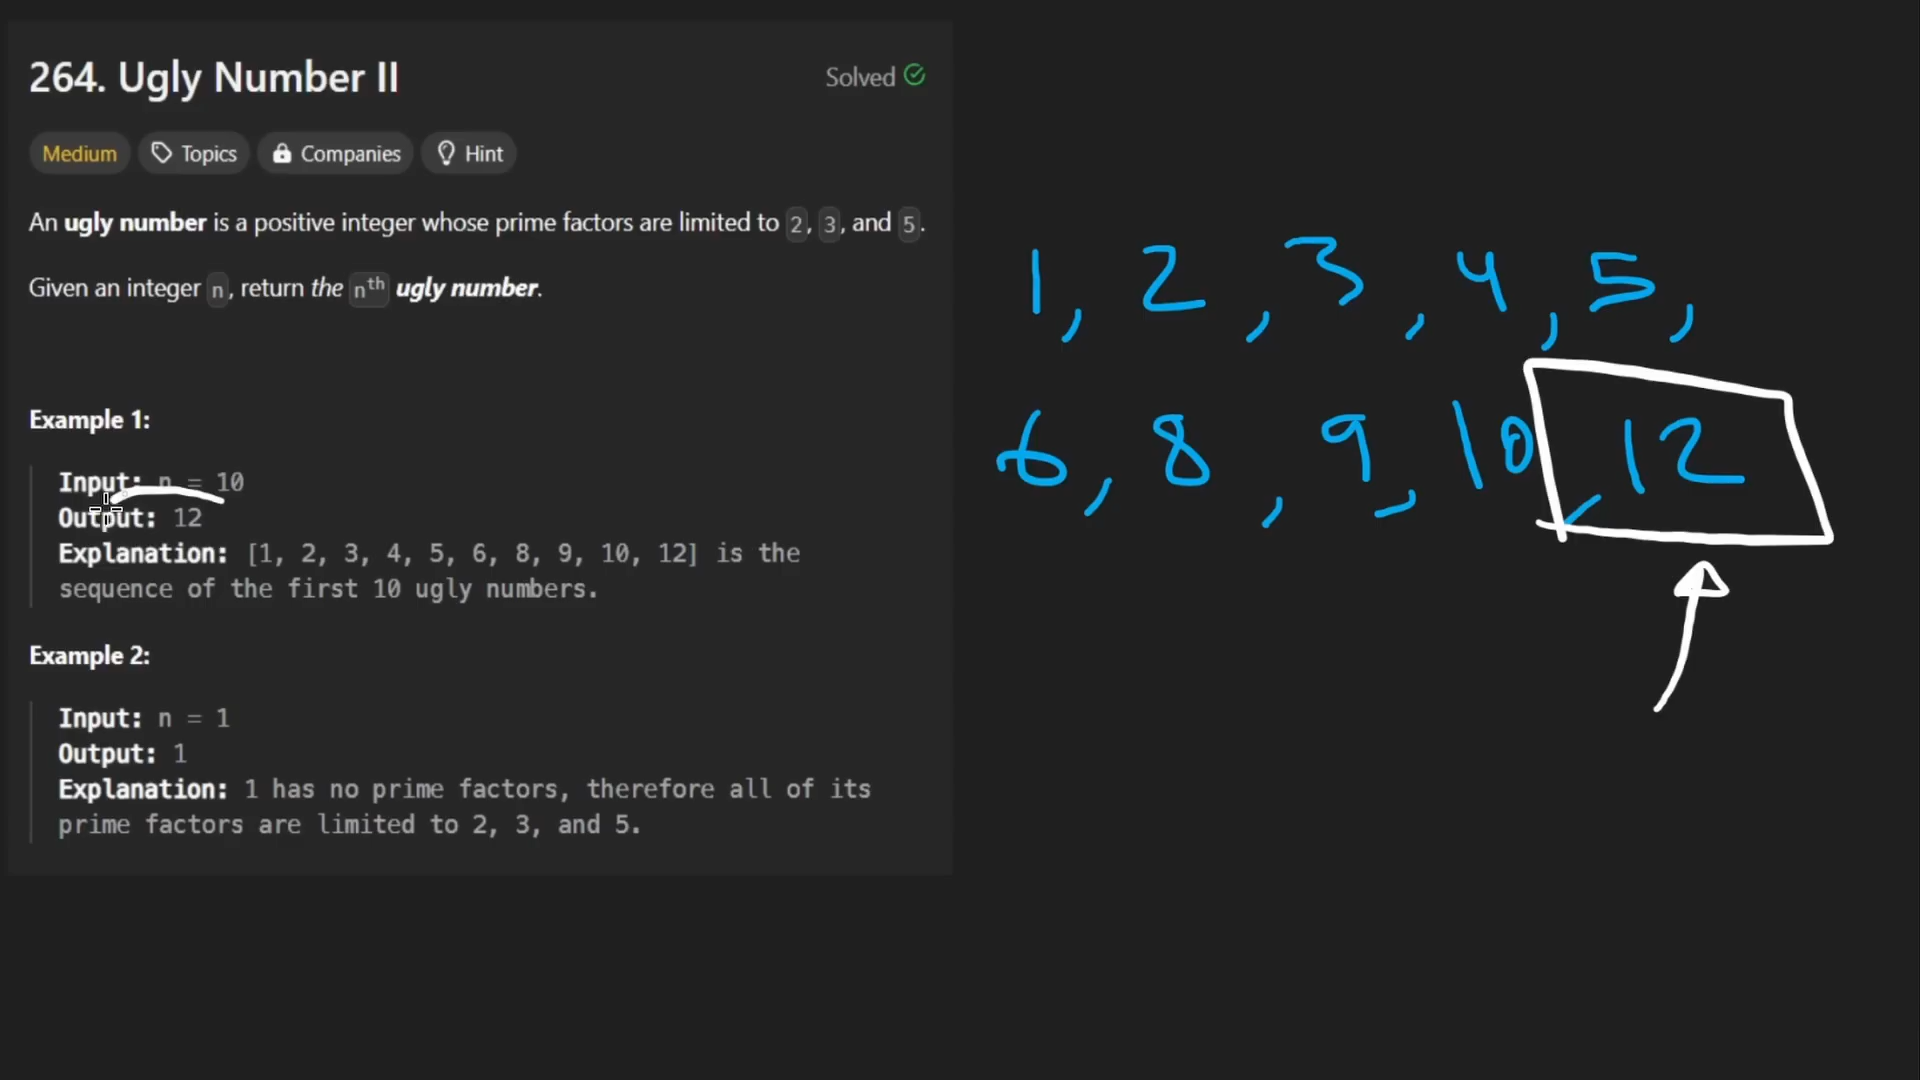 264. Ugly Number II
Solved
Medium Topics Companies Hint
An ugly number is a positive integer whose prime factors are limited to 2, 3, and 5.
Given an integer n, return the nth ugly number.
Example 1:
Input: n = 10
Output: 12
Explanation: [1, 2, 3, 4, 5, 6, 8, 9, 10, 12] is the
sequence of the first 10 ugly numbers.
Example 2:
Input: n = 1
Output: 1
Explanation: 1 has no prime factors, therefore all of its
prime factors are limited to 2, 3, and 5.
1, 2, 3, 4, 5,
6, 8, 9, 10, 12